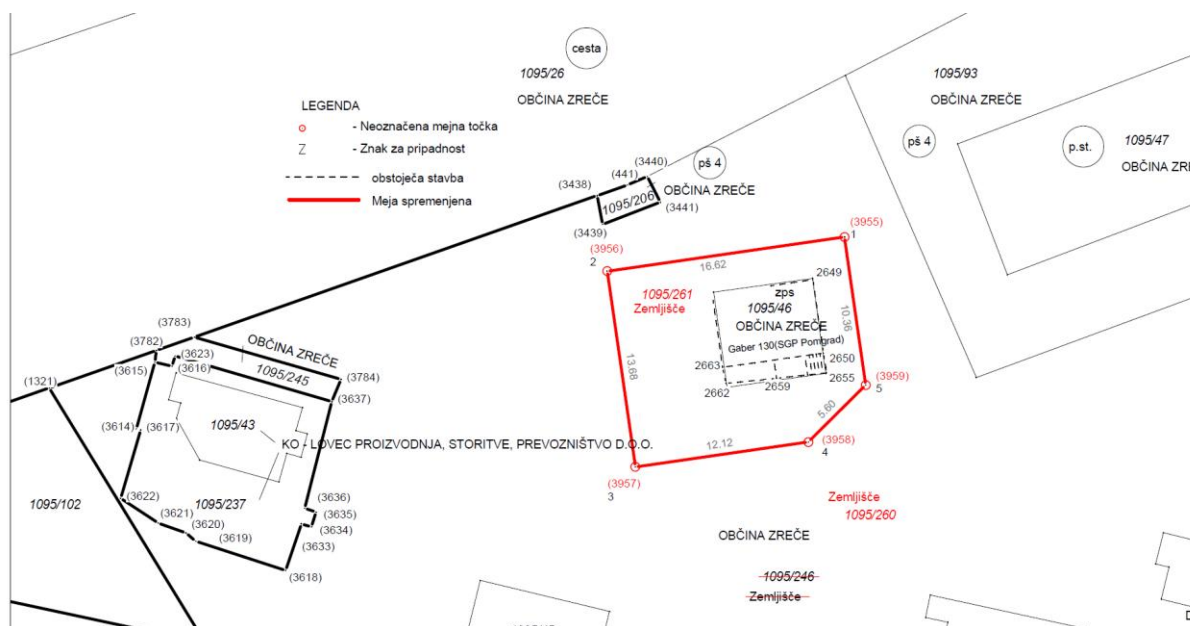 cesta
1095/26
OBČINA ZREČE
1095/93
OBČINA ZREČE
pš 4
p.st.
1095/47
LEGENDA
- Neoznačena mejna točka
Z - Znak za pripadnost
obstoječa stavba
Meja spremenjena
(3440)
pš 4
(441)
(3438)
OBČINA ZREČE
1095/206
(3441)
(3439)
(3955)
1
(3956)
2
16.62
2649
1095/261
Zemljišče
zps
1095/46
10.36
OBČINA ZREČE
Gaber 130(SGP Pomgrad)
2663
2650
2655
2662
2659
(3959)
5
13.68
5.60
12.12
(3958)
4
(3957)
3
(3783)
(3782)
OBČINA ZREČE
(3623)
(3615)
(3616)
1095/245
(3784)
(1321)
(3637)
1095/43
(3614)
(3617)
KO - LOVEC PROIZVODNJA, STORITVE, PREVOZNIŠTVO D.O.O.
(3622)
1095/102
1095/237
(3636)
(3621)
(3635)
(3620)
(3634)
(3619)
(3633)
(3618)
Zemljišče
1095/260
OBČINA ZREČE
1095/246
Zemljišče